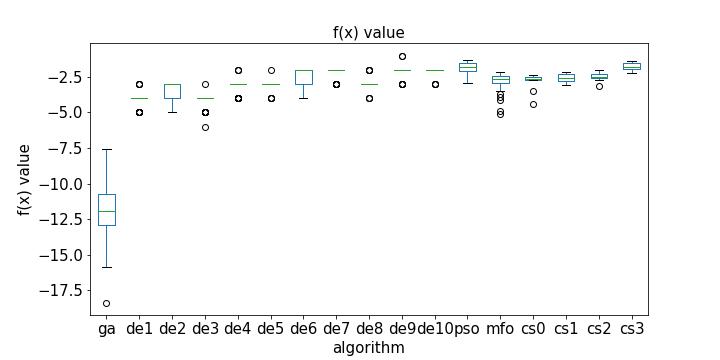 f(x) value
f(x) value
−2.5
−5.0
−7.5
−10.0
−12.5
−15.0
−17.5
ga de1 de2 de3 de4 de5 de6 de7 de8 de9 de10 pso mfo cs0 cs1 cs2 cs3
algorithm